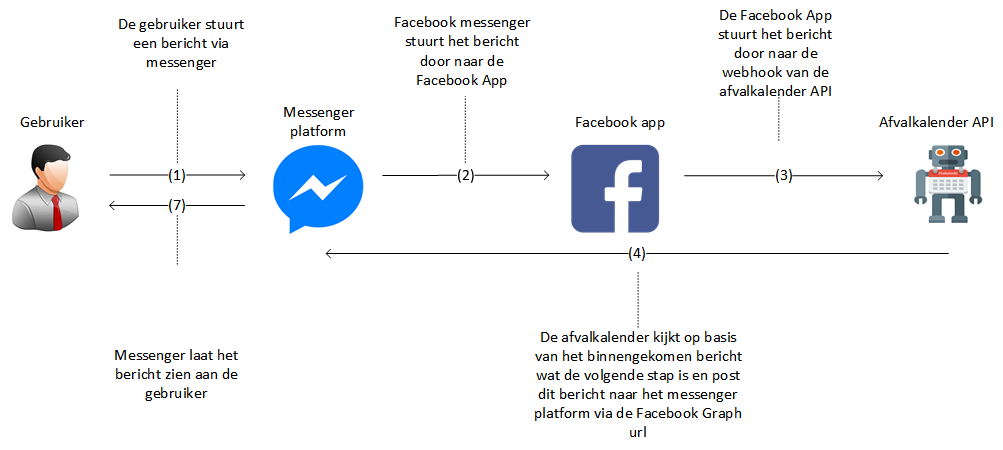 De gebruiker stuurt
een bericht via
messenger
Facebook messenger
stuurt het bericht
door naar de
Facebook App
De Facebook App
stuurt het bericht
door naar de
webhook van de
afvalkalender API
Gebruiker
Messenger
platform
Facebook app
Afvalkalender API
(1)
(2)
(3)
(7)
(4)
Messenger laat het
bericht zien aan de
gebruiker
De afvalkalender kijkt op basis
van het binnengekomen bericht
wat de volgende stap is en post
dit bericht naar het messenger
platform via de Facebook Graph
url